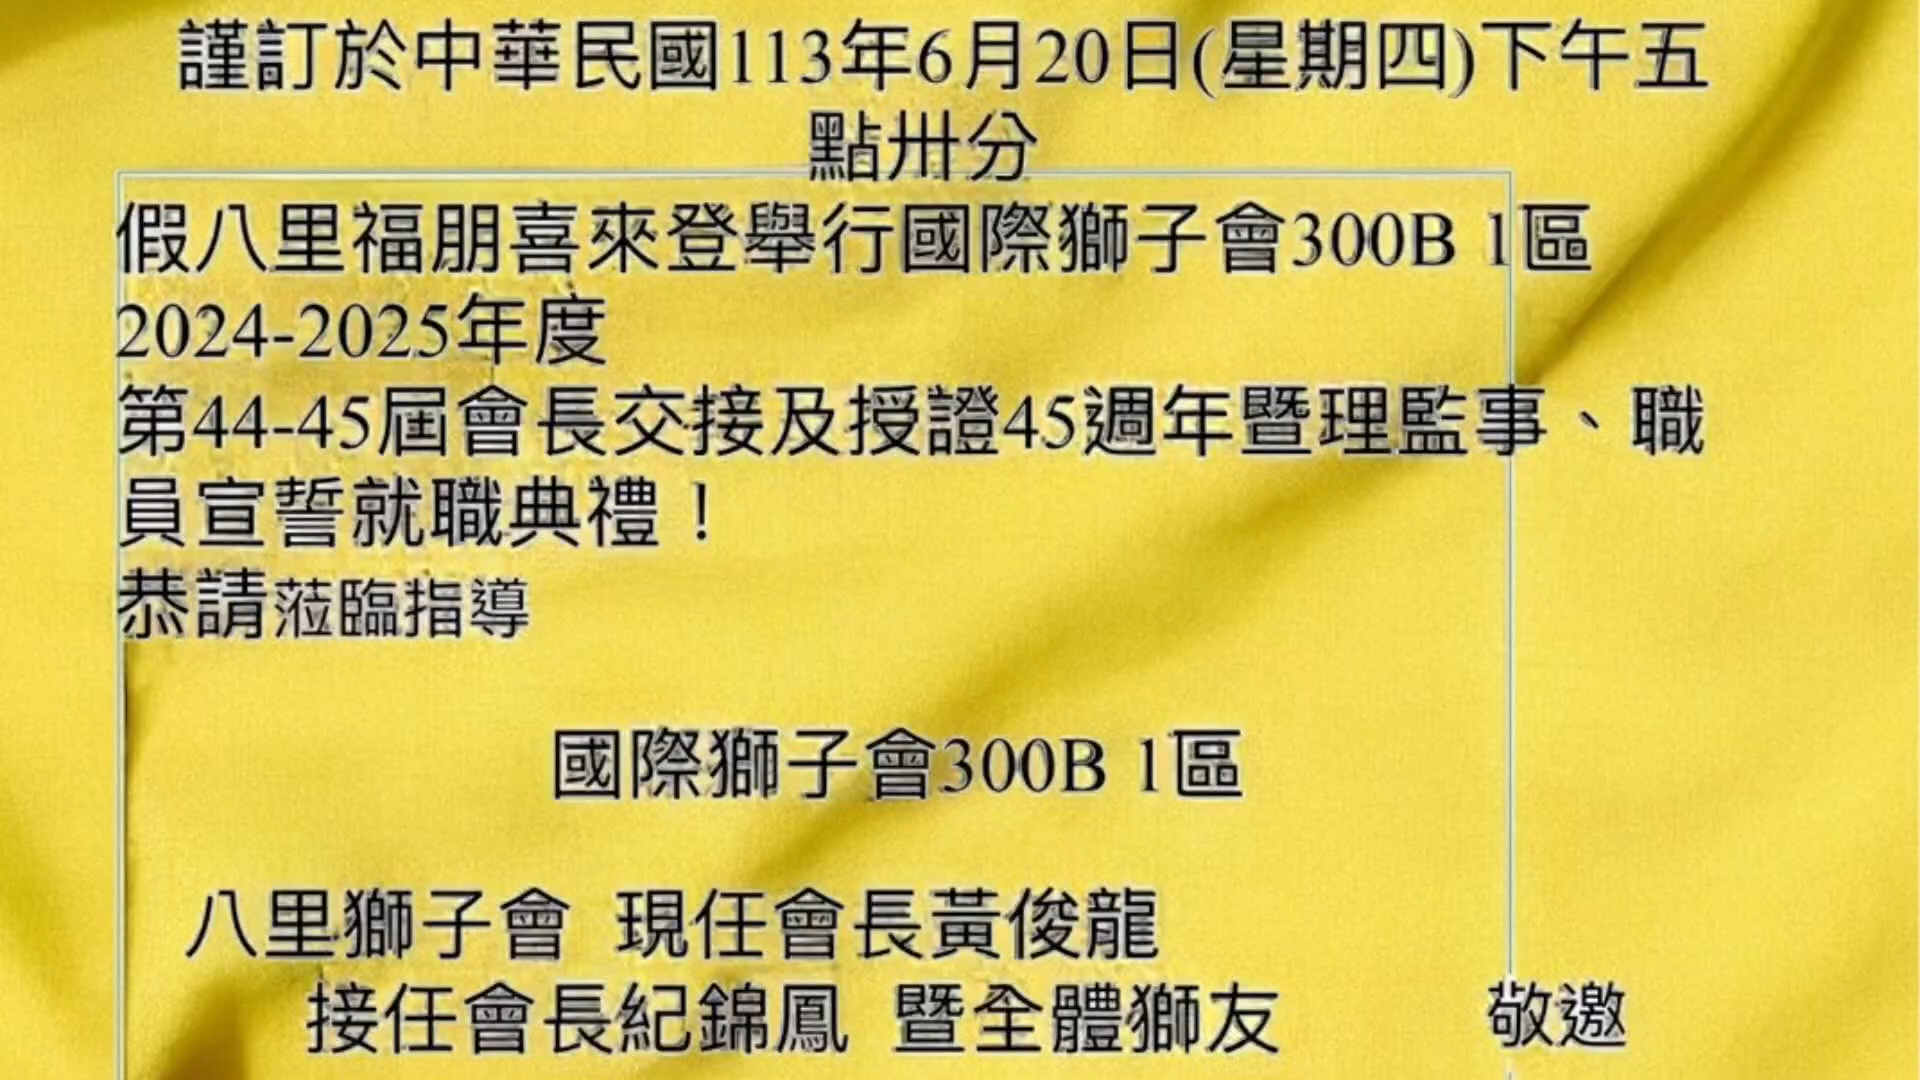 謹訂於中華民國113年6月20日(星期四)下午五
點卅分
假八里福朋喜來登舉行國際獅子會300B 1區
2024-2025年度
第44-45屆會長交接及授證45週年暨理監事、職
員宣誓就職典禮！
恭請蒞臨指導
國際獅子會300B 1區
八里獅子會 現任會長黃俊龍
接任會長紀錦鳳 暨全體獅友 敬邀